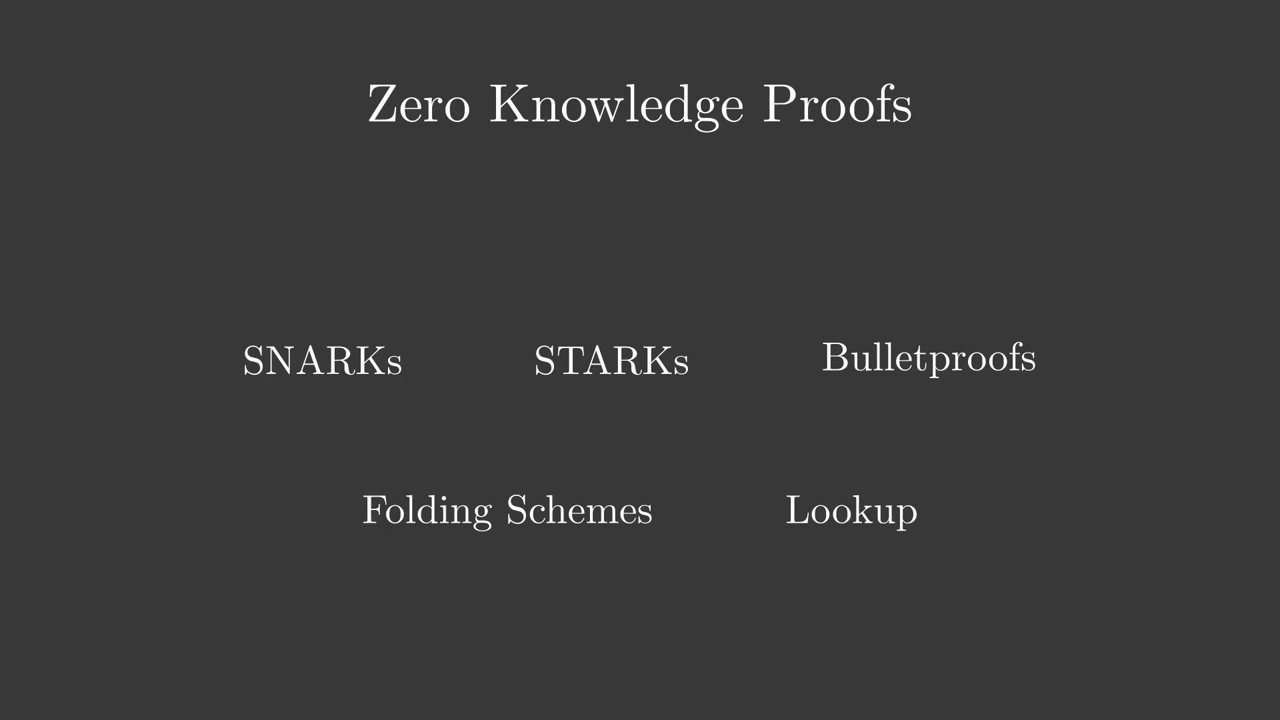 Zero Knowledge Proofs
SNARKs STARKs Bulletproofs
Folding Schemes Lookup